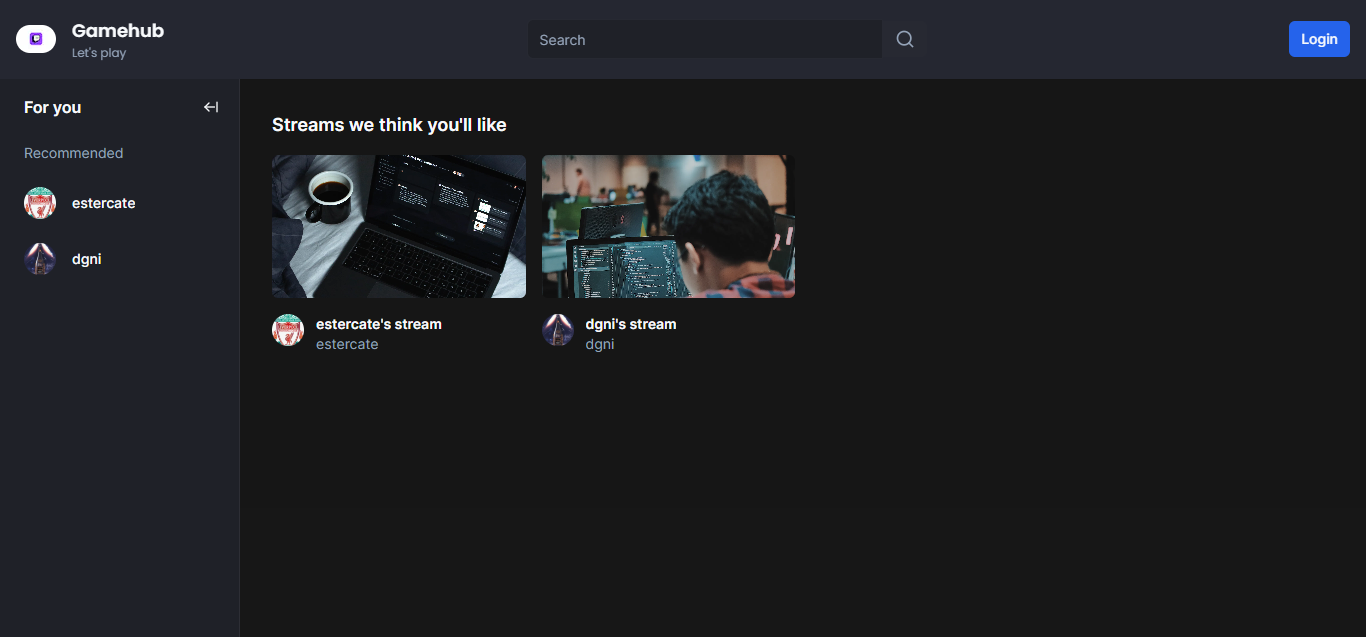 Gamehub
Let's play
Search
Login
For you
Recommended
estercate
dgni
Streams we think you'll like
estercate's stream
estercate
dgni's stream
dgni